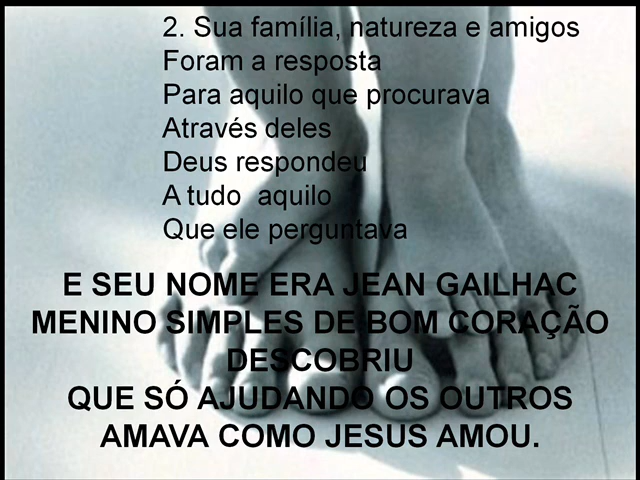 2. Sua família, natureza e amigos
Foram a resposta
Para aquilo que procurava
Através deles
Deus respondeu
A tudo  aquilo
Que ele perguntava
E SEU NOME ERA JEAN GAILHAC
MENINO SIMPLES DE BOM CORAÇÃO
DESCOBRIU
QUE SÓ AJUDANDO OS OUTROS
AMAVA COMO JESUS AMOU.